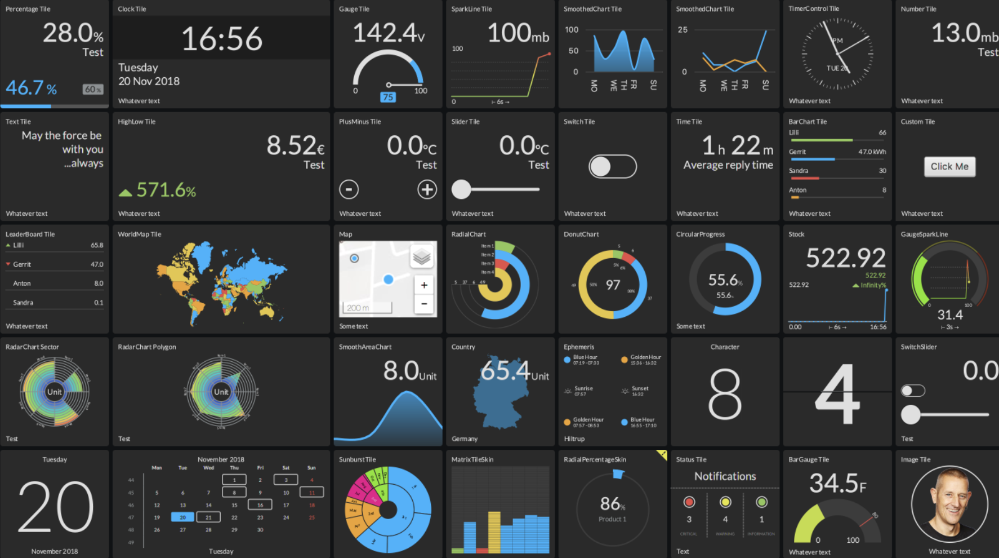 Percentage Tile
28.0%
Test
46.7 %
60 %
Clock Tile
16:56
Tuesday
20 Nov 2018
Whatever text
Gauge Tile
142.4V
0
100
75
SparkLine Tile
100mb
100
0
⊢ 6s →
SmoothedChart Tile
100
50
0
MO
WE
TH
FR
SU
SmoothedChart Tile
25
0
MO
WE
TH
FR
SU
TimerControl Tile
PM
TUE 20
Whatever text
Number Tile
13.0mb
Test
Whatever text
Text Tile
May the force be
with you
...always
Whatever text
HighLow Tile
8.52€
Test
571.6%
Whatever text
PlusMinus Tile
0.0°C
Test
-
+
Whatever text
Slider Tile
0.0°C
Test
Whatever text
Switch Tile
Whatever text
Time Tile
1h 22m
Average reply time
Whatever text
BarChart Tile
Lilli 66
Gerrit 47.0 kWh
Sandra 30
Anton 8
Whatever text
Custom Tile
Click Me
Whatever text
LeaderBoard Tile
Lilli 65.8
Gerrit 47.0
Anton 8.0
Sandra 0.1
Whatever text
WorldMap Tile
Map
+
-
200 m
Some text
RadialChart
Item 1
Item 2
Item 3
Item 4
5 37 6 49
DonutChart
5
6
5%
6%
49
50%
97
38%
37
CircularProgress
55.6%
55.6%
Some text
Stock
522.92
522.92
522.92
Infinity%
0.00
⊢ 6s →
16:56
GaugeSparkLine
0
100
31.4
⊢ 3s →
RadarChart Sector
Unit
Test
RadarChart Polygon
Unit
Test
SmoothAreaChart
8.0Unit
Country
65.4Unit
Germany
Ephemeris
Blue Hour
07:19 - 07:33
Golden Hour
15:36 - 16:32
Sunrise
07:57
Sunset
16:32
Golden Hour
07:57 - 08:53
Blue Hour
16:55 - 17:10
Hiltrup
Character
8
4
SwitchSlider
0.0
Test
Tuesday
20
November 2018
November 2018
Mon Tue Wed Thu Fri Sat Sun
44 1 2 3 4
45 5 6 7 8 9 10 11
46 12 13 14 15 16 17 18
47 19 20 21 22 23 24 25
48 26 27 28 29 30
49
Tuesday
Sunburst Tile
2nd
MatrixTileSkin
RadialPercentageSkin
!
86%
Product 1
Status Tile
Notifications
3
4
1
CRITICAL
WARNING
INFORMATION
Text
BarGauge Tile
34.5F
80
0
100
Whatever text
Image Tile
Whatever text